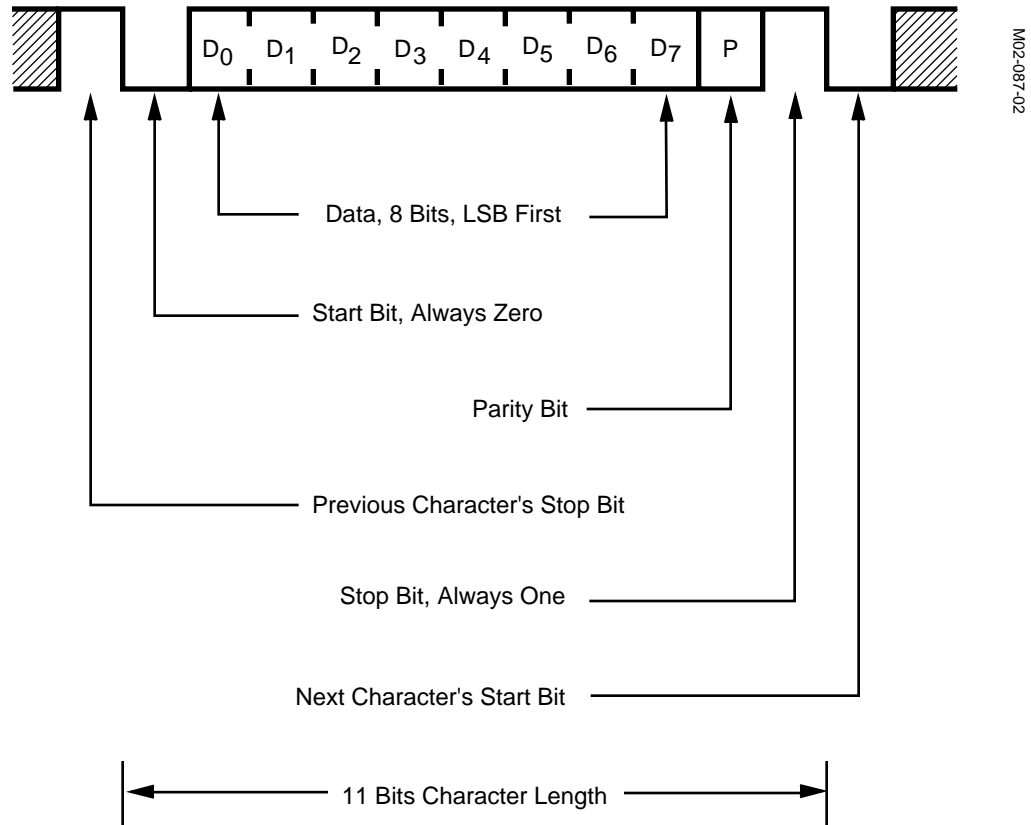 D0 D1 D2 D3 D4 D5 D6 D7 P
M02-087-02
Data, 8 Bits, LSB First
Start Bit, Always Zero
Parity Bit
Previous Character's Stop Bit
Stop Bit, Always One
Next Character's Start Bit
11 Bits Character Length